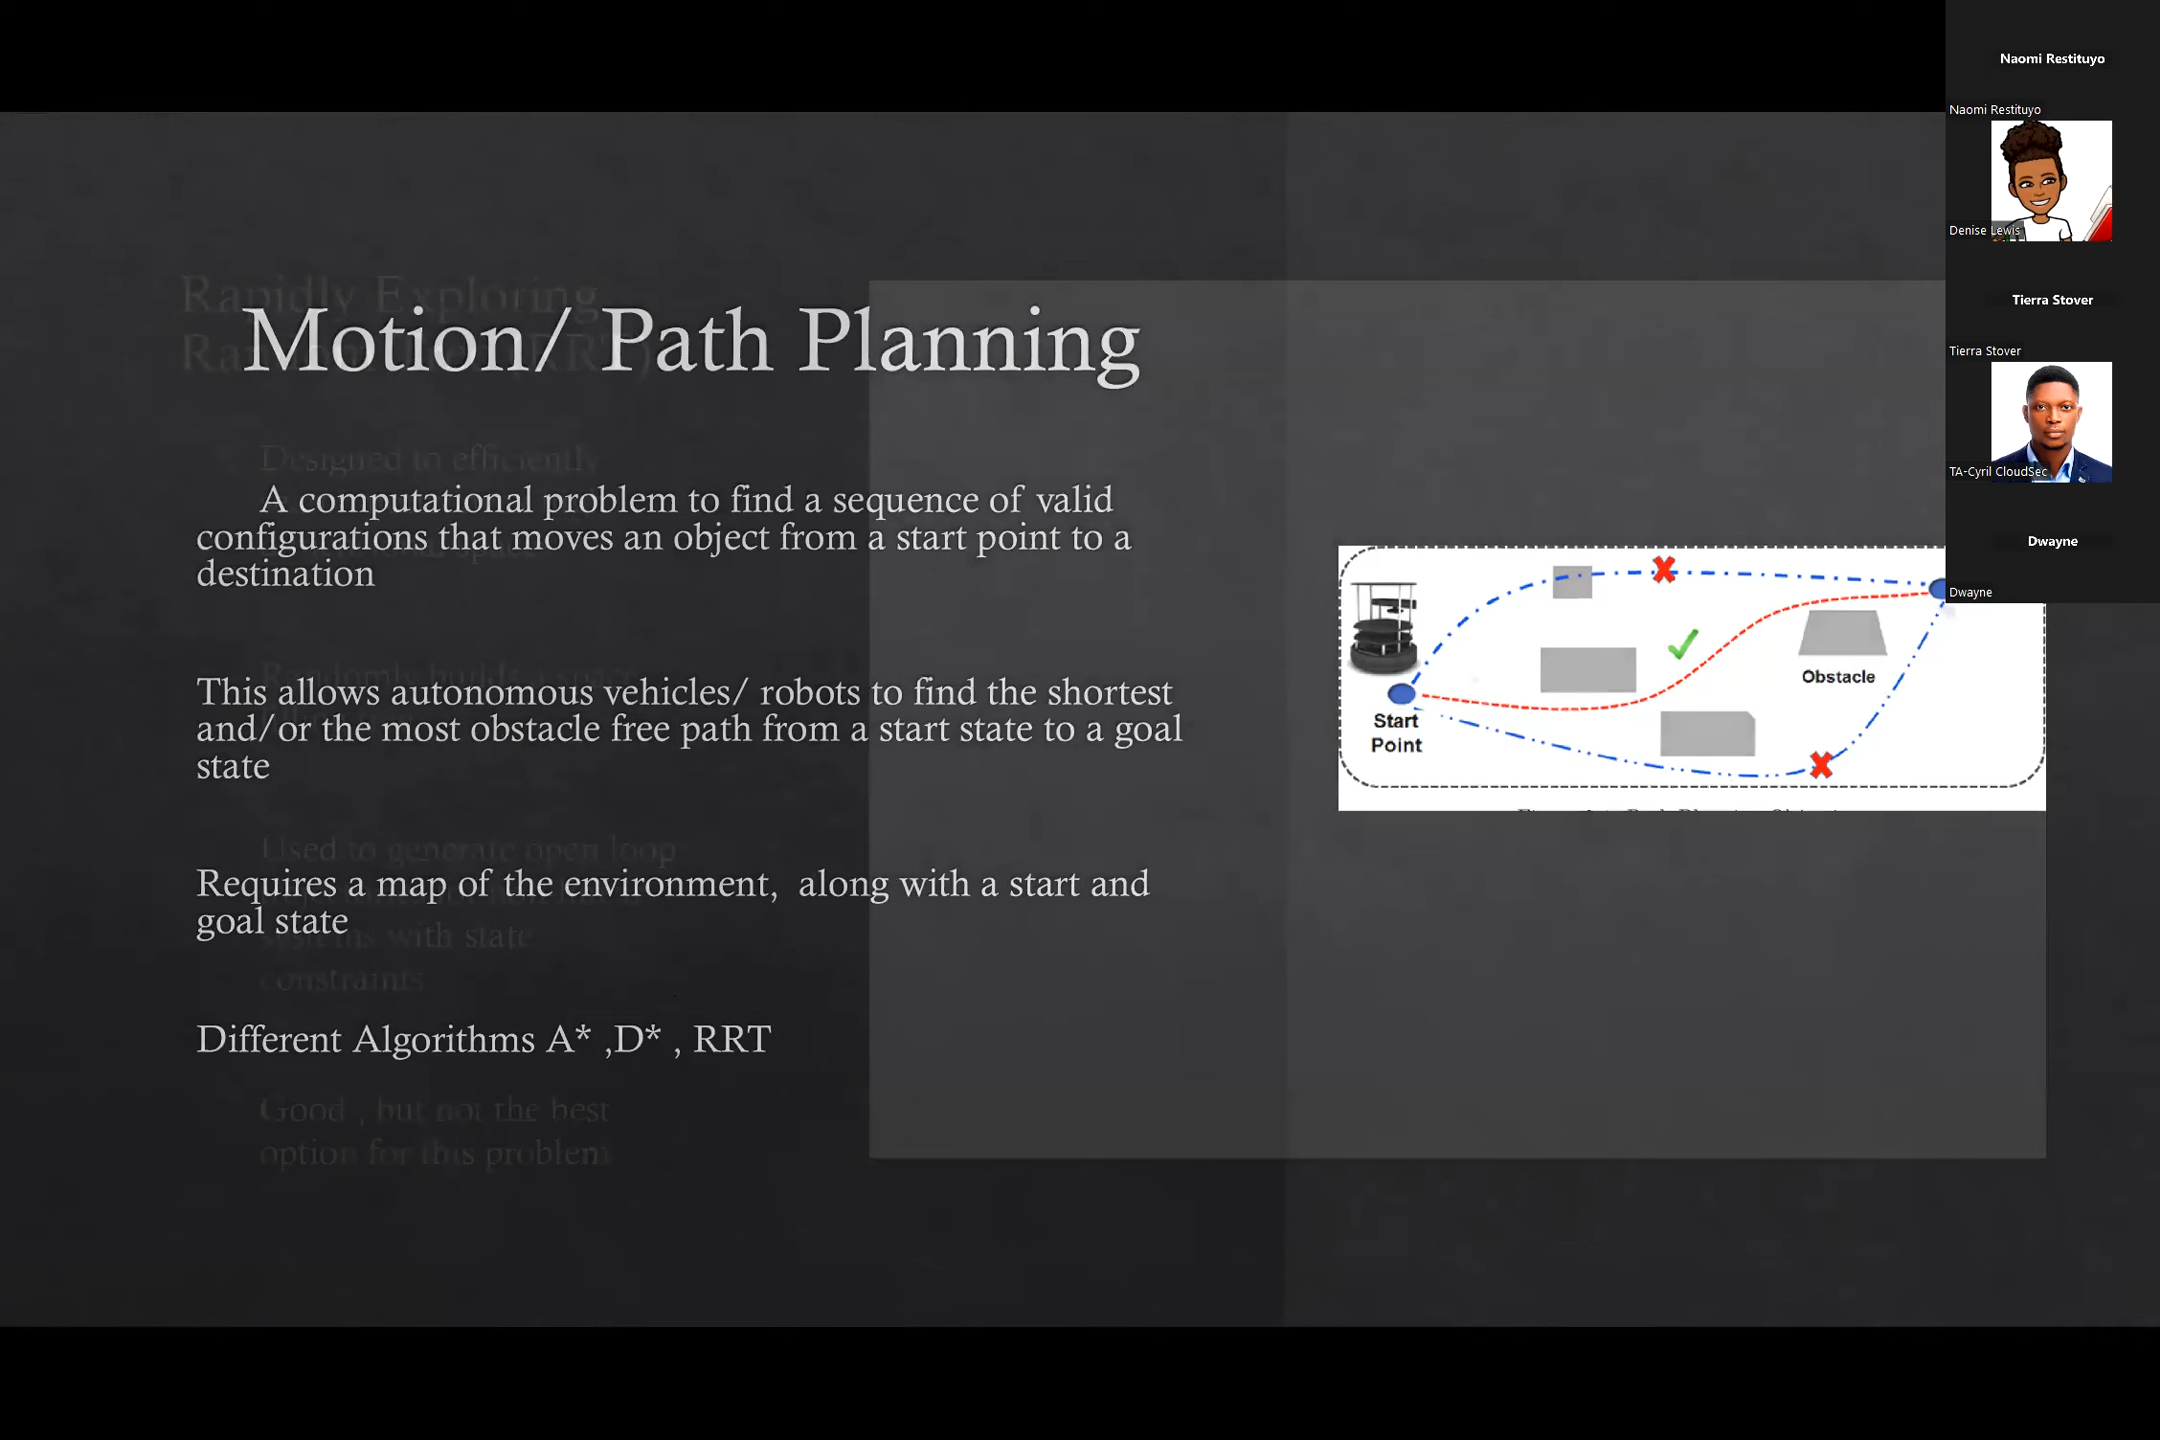 Naomi Restituyo
Naomi Restituyo
Denise Lewis
Tierra Stover
Tierra Stover
TA-Cyril CloudSec
Dwayne
Dwayne
Rapidly Exploring
Motion/ Path Planning
Designed to efficiently
A computational problem to find a sequence of valid
configurations that moves an object from a start point to a
destination
This allows autonomous vehicles/ robots to find the shortest
and/or the most obstacle free path from a start state to a goal
state
Used to generate open loop
Requires a map of the environment,  along with a start and
goal state
with state
constraints
Different Algorithms A* ,D* , RRT
Good , but not the best
option for this problem
Obstacle
Start
Point